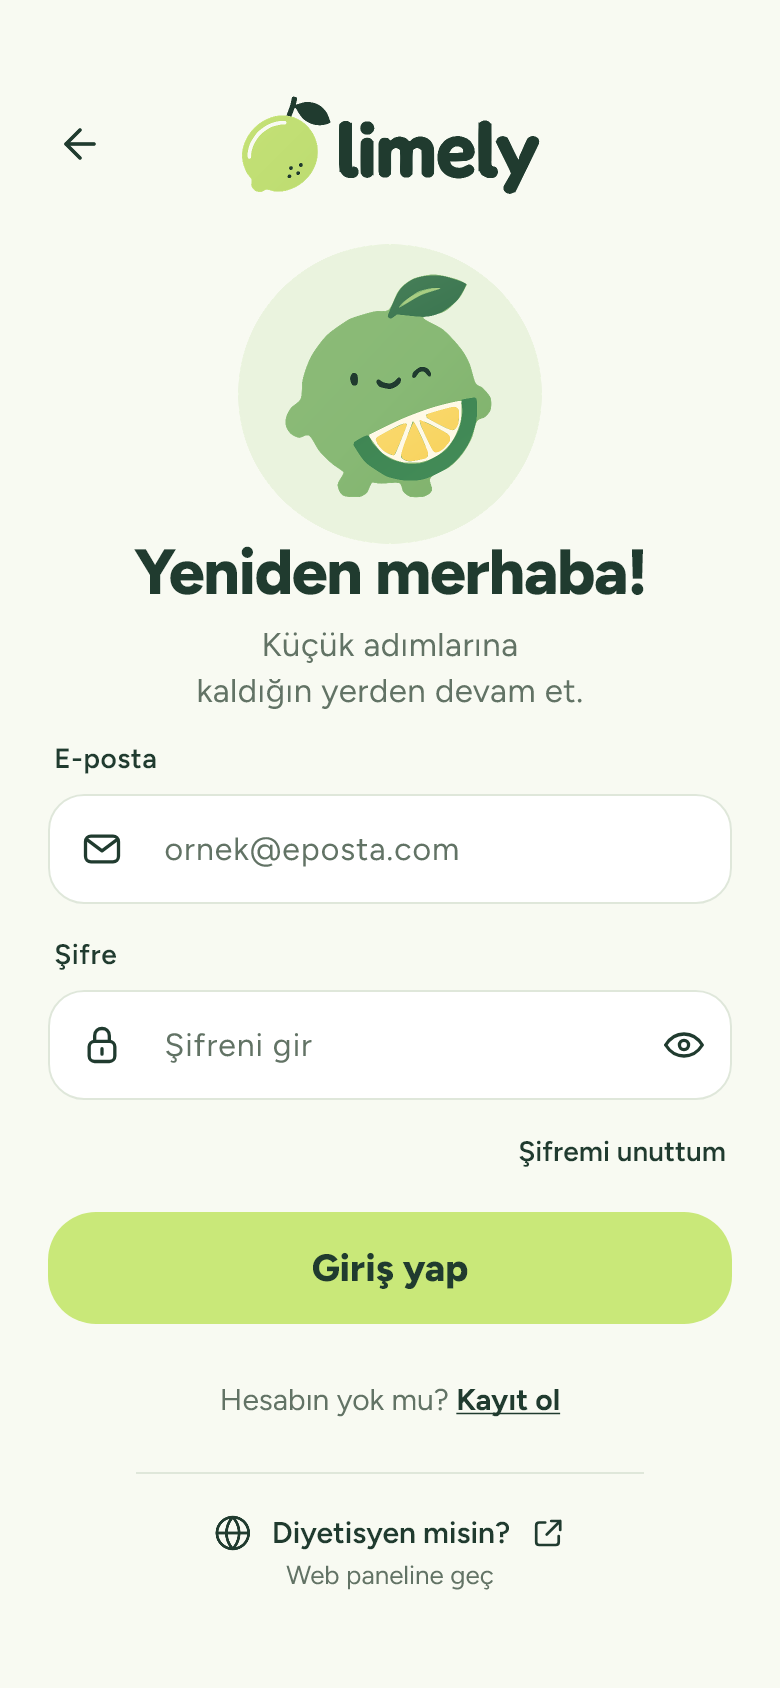 limely
Yeniden merhaba!
Küçük adımlarına
kaldığın yerden devam et.
E-posta
ornek@eposta.com
Şifre
Şifreni gir
Şifremi unuttum
Giriş yap
Hesabın yok mu? Kayıt ol
Diyetisyen misin?
Web paneline geç